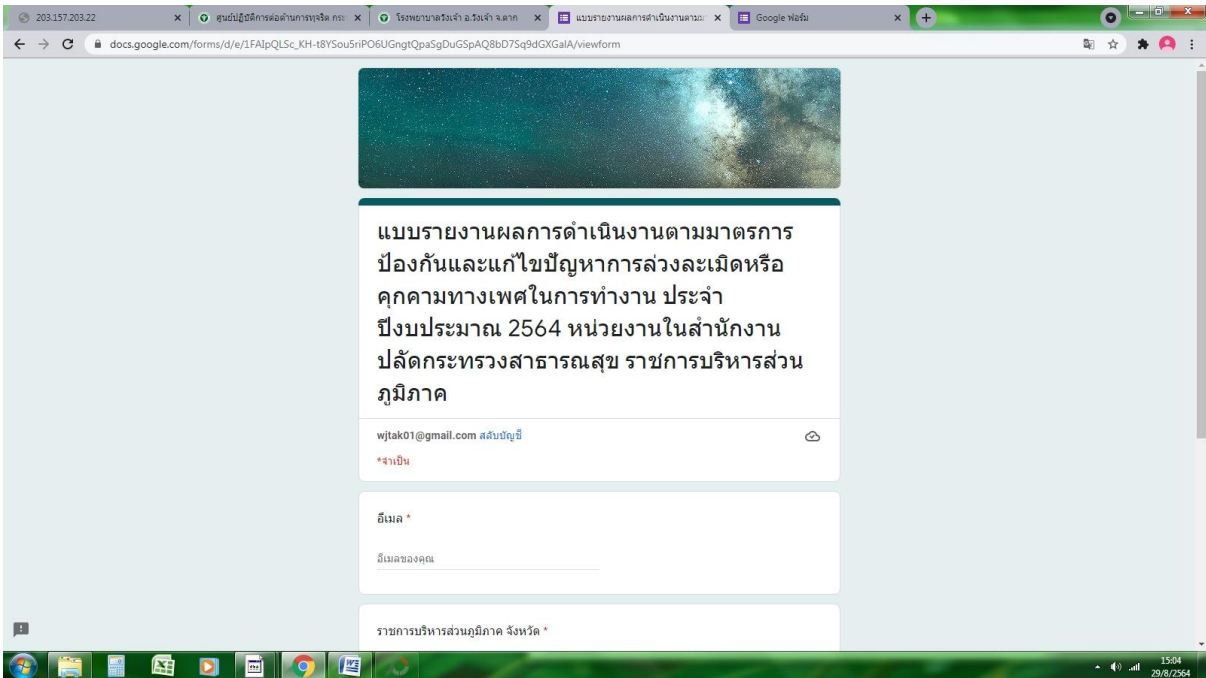 203.157.203.22
ศูนย์ปฏิบัติการต่อต้านการทุจริต กระ
โรงพยาบาลวังเจ้า อ.วังเจ้า จ.ตาก
แบบรายงานผลการดำเนินงานตามมา
Google ฟอร์ม
docs.google.com/forms/d/e/1FAIpQLSc_KH-t8YSou5riPO6UGngtQpaSgDuGSpAQ8bD7Sq9dGXGalA/viewform
แบบรายงานผลการดำเนินงานตามมาตรการ
ป้องกันและแก้ไขปัญหาการล่วงละเมิดหรือ
คุกคามทางเพศในการทำงาน ประจำ
ปีงบประมาณ 2564 หน่วยงานในสำนักงาน
ปลัดกระทรวงสาธารณสุข ราชการบริหารส่วน
ภูมิภาค
wjtak01@gmail.com สลับบัญชี
*จำเป็น
อีเมล *
อีเมลของคุณ
ราชการบริหารส่วนภูมิภาค จังหวัด *
15:04
29/8/2564